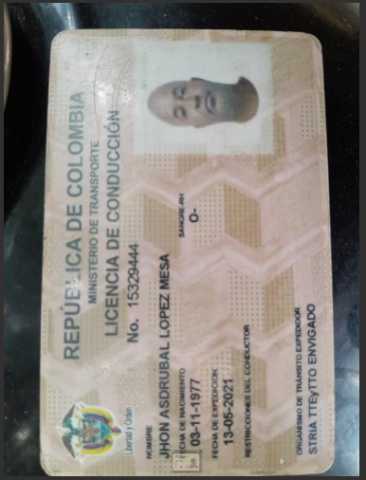 REPÚBLICA DE COLOMBIA
MINISTERIO DE TRANSPORTE
LICENCIA DE CONDUCCIÓN
No. 15329444
Libertad y Orden
NOMBRE
JHON ASDRUBAL LOPEZ MESA
FECHA DE NACIMIENTO
03-11-1977
SANGRE-RH
O-
FECHA DE EXPEDICIÓN
13-05-2021
RESTRICCIONES DEL CONDUCTOR
ORGANISMO DE TRÁNSITO EXPEDIDOR
STRIA TTEyTTO ENVIGADO